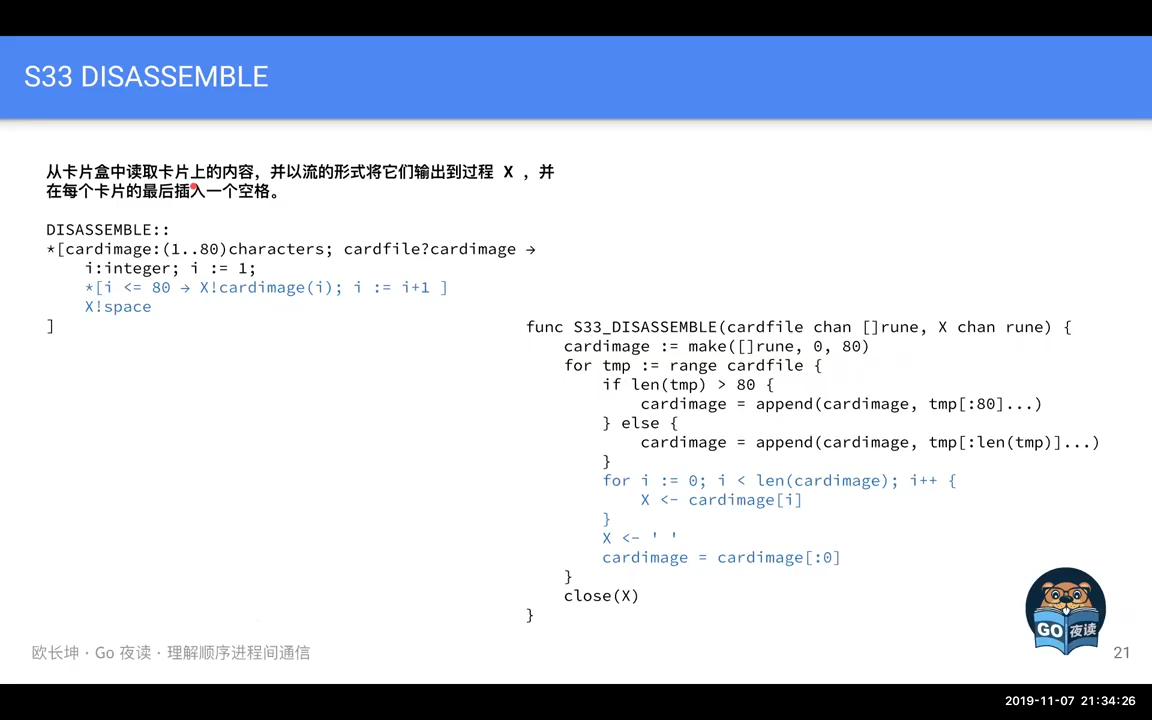 S33 DISASSEMBLE
从卡片盒中读取卡片上的内容，并以流的形式将它们输出到过程 X ，并
在每个卡片的最后插入一个空格。
DISASSEMBLE::
*[cardimage:(1..80)characters; cardfile?cardimage →
    i:integer; i := 1;
    *[i <= 80 → X!cardimage(i); i := i+1 ]
    X!space
]
func S33_DISASSEMBLE(cardfile chan []rune, X chan rune) {
    cardimage := make([]rune, 0, 80)
    for tmp := range cardfile {
        if len(tmp) > 80 {
            cardimage = append(cardimage, tmp[:80]...)
        } else {
            cardimage = append(cardimage, tmp[:len(tmp)]...)
        }
        for i := 0; i < len(cardimage); i++ {
            X <- cardimage[i]
        }
        X <- ' '
        cardimage = cardimage[:0]
    }
    close(X)
}
GO 夜读
欧长坤 · Go 夜读 · 理解顺序进程间通信
21
2019-11-07 21:34:26